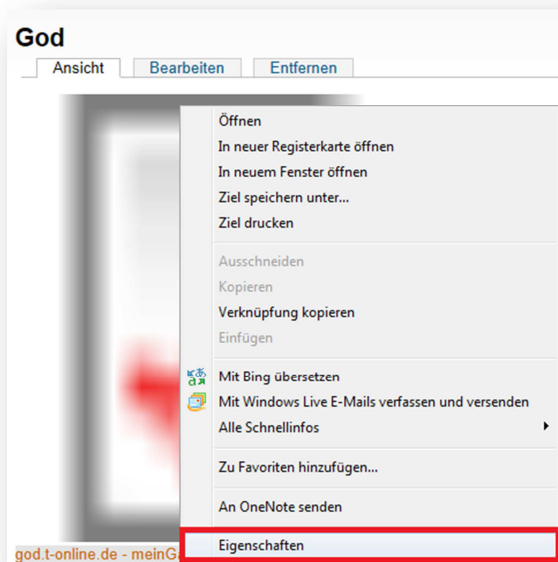 God
Ansicht Bearbeiten Entfernen
Öffnen
In neuer Registerkarte öffnen
In neuem Fenster öffnen
Ziel speichern unter...
Ziel drucken
Ausschneiden
Kopieren
Verknüpfung kopieren
Einfügen
Mit Bing übersetzen
Mit Windows Live E-Mails verfassen und versenden
Alle Schnellinfos
Zu Favoriten hinzufügen...
An OneNote senden
Eigenschaften
god.t-online.de - meinG